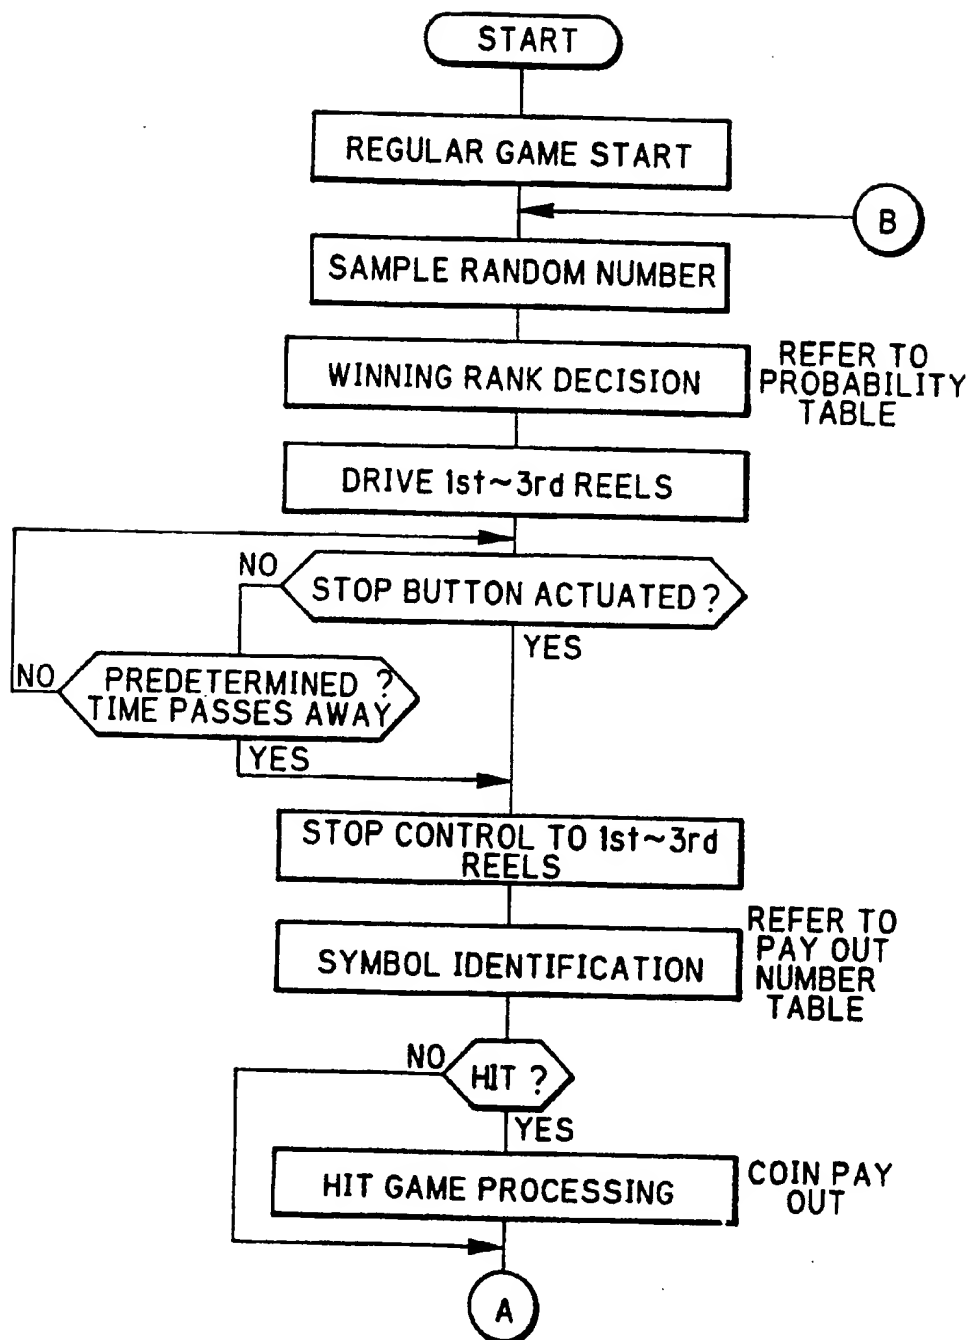 START
REGULAR GAME START
B
SAMPLE RANDOM NUMBER
WINNING RANK DECISION
REFER TO
PROBABILITY
TABLE
DRIVE 1st~3rd REELS
STOP BUTTON ACTUATED ?
NO
YES
PREDETERMINED ?
TIME PASSES AWAY
NO
YES
STOP CONTROL TO 1st~3rd
REELS
SYMBOL IDENTIFICATION
REFER TO
PAY OUT
NUMBER
TABLE
HIT ?
NO
YES
HIT GAME PROCESSING
COIN PAY
OUT
A